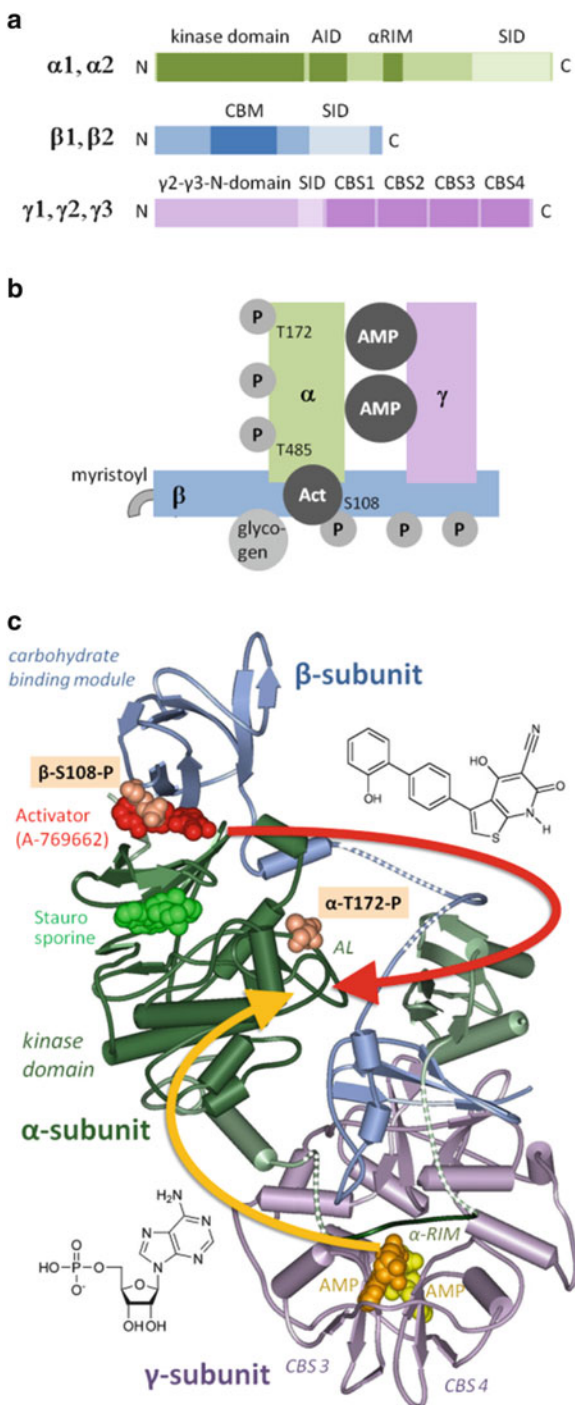 a
kinase domain AID αRIM SID
α1, α2 N C
CBM SID
β1, β2 N C
γ2-γ3-N-domain SID CBS1 CBS2 CBS3 CBS4
γ1, γ2, γ3 N C
b
P
T172
AMP
P
α
AMP
γ
P
T485
myristoyl
β
Act
S108
glyco-
gen
P P P
c
carbohydrate
binding module
β-subunit
β-S108-P
Activator
(A-769662)
OH
N
OH
S
N
H
O
Stauro
sporine
α-T172-P
AL
kinase
domain
α-subunit
NH₂
N
N
N
N
O
HO P O
O⁻
O
OH OH
α-RIM
AMP AMP
CBS 3
CBS 4
γ-subunit